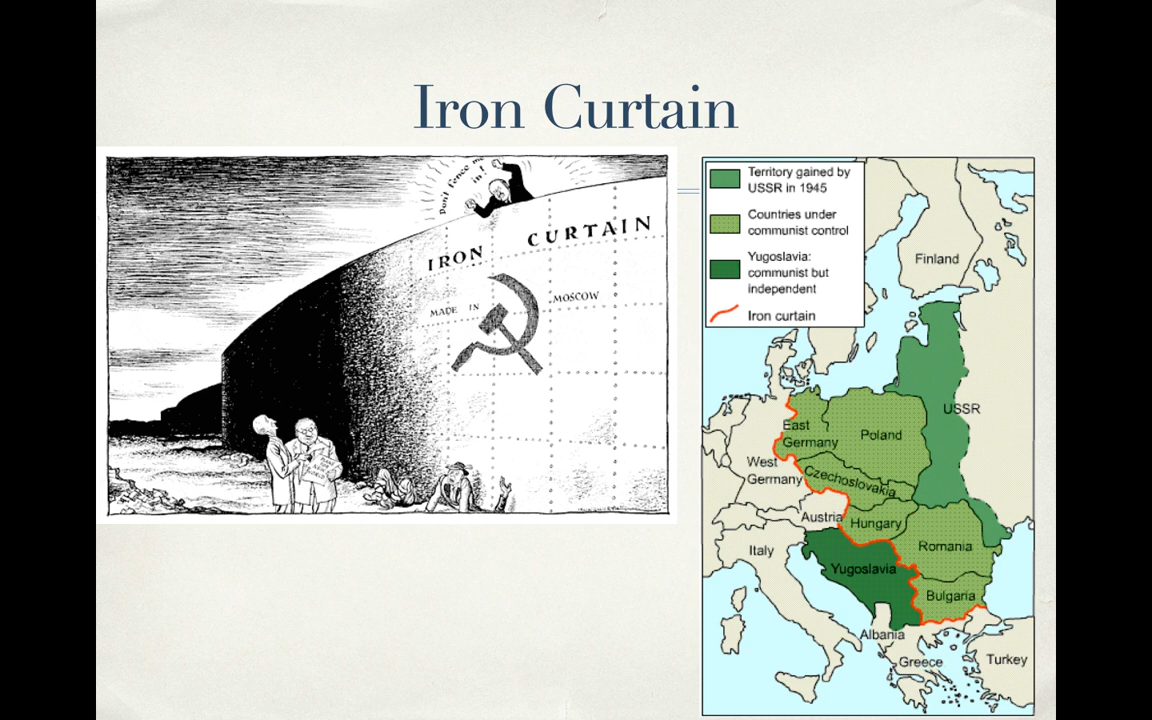 Iron Curtain
Don't fence me
in!
IRON CURTAIN
MADE IN MOSCOW
Territory gained by
USSR in 1945
Countries under
communist control
Yugoslavia:
communist but
independent
Iron curtain
Finland
USSR
East
Germany
Poland
West
Germany
Czechoslovakia
Austria
Hungary
Italy
Romania
Yugoslavia
Bulgaria
Albania
Greece
Turkey